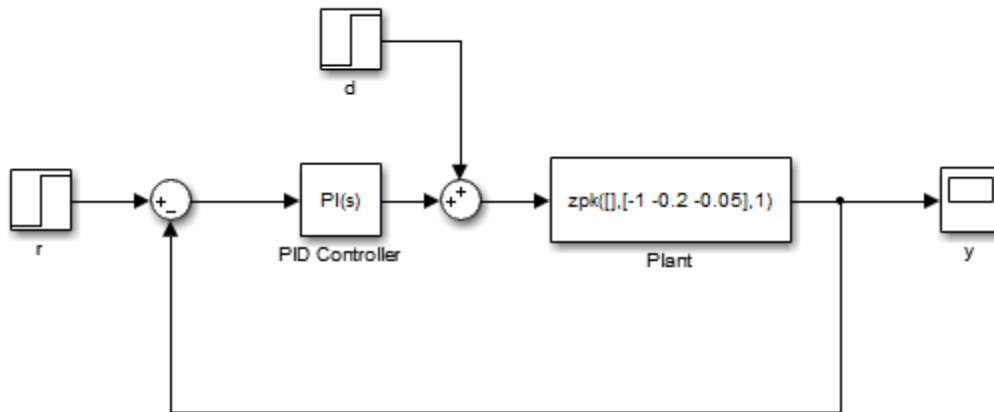 d
r
+
−
PI(s)
PID Controller
+
+
zpk([],[-1 -0.2 -0.05],1)
Plant
y